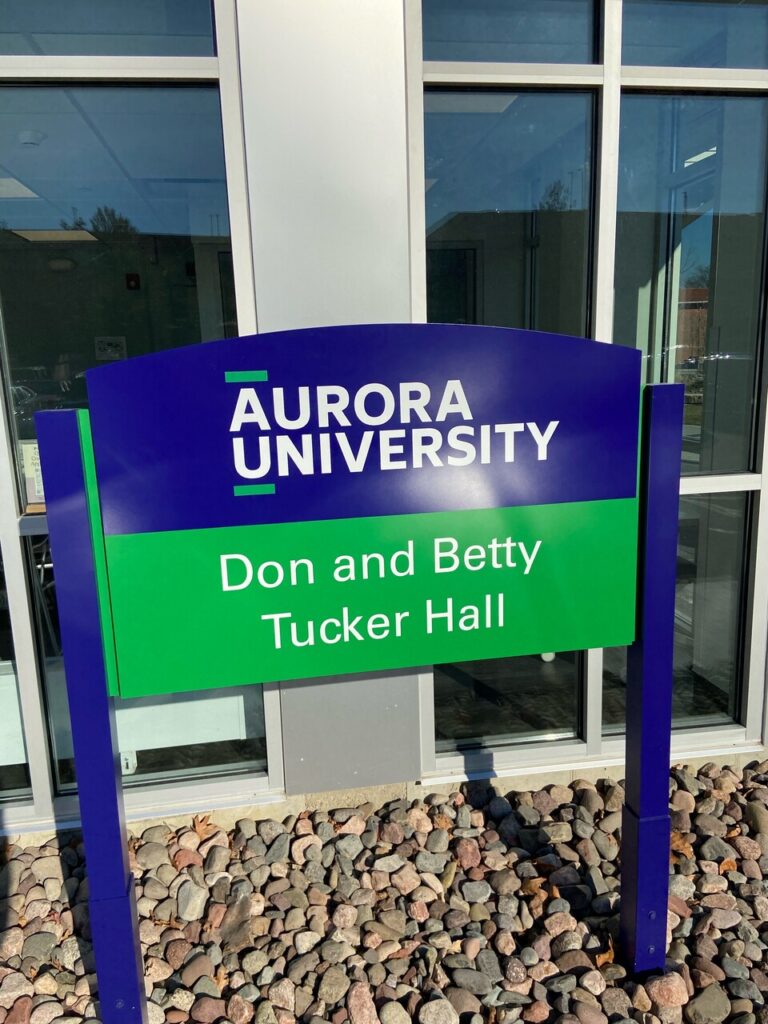 AURORA
UNIVERSITY
Don and Betty
Tucker Hall